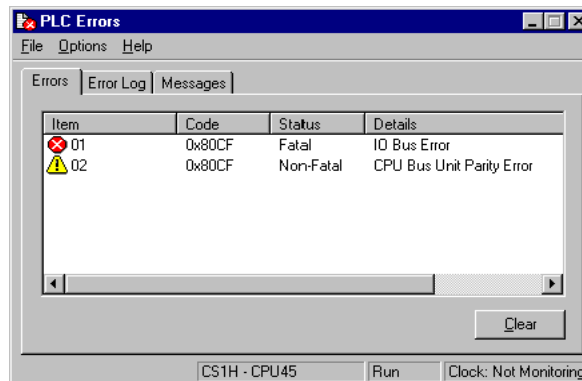 PLC Errors
File Options Help
Errors Error Log Messages
Item Code Status Details
01 0x80CF Fatal IO Bus Error
02 0x80CF Non-Fatal CPU Bus Unit Parity Error
Clear
CS1H - CPU45 Run Clock: Not Monitoring